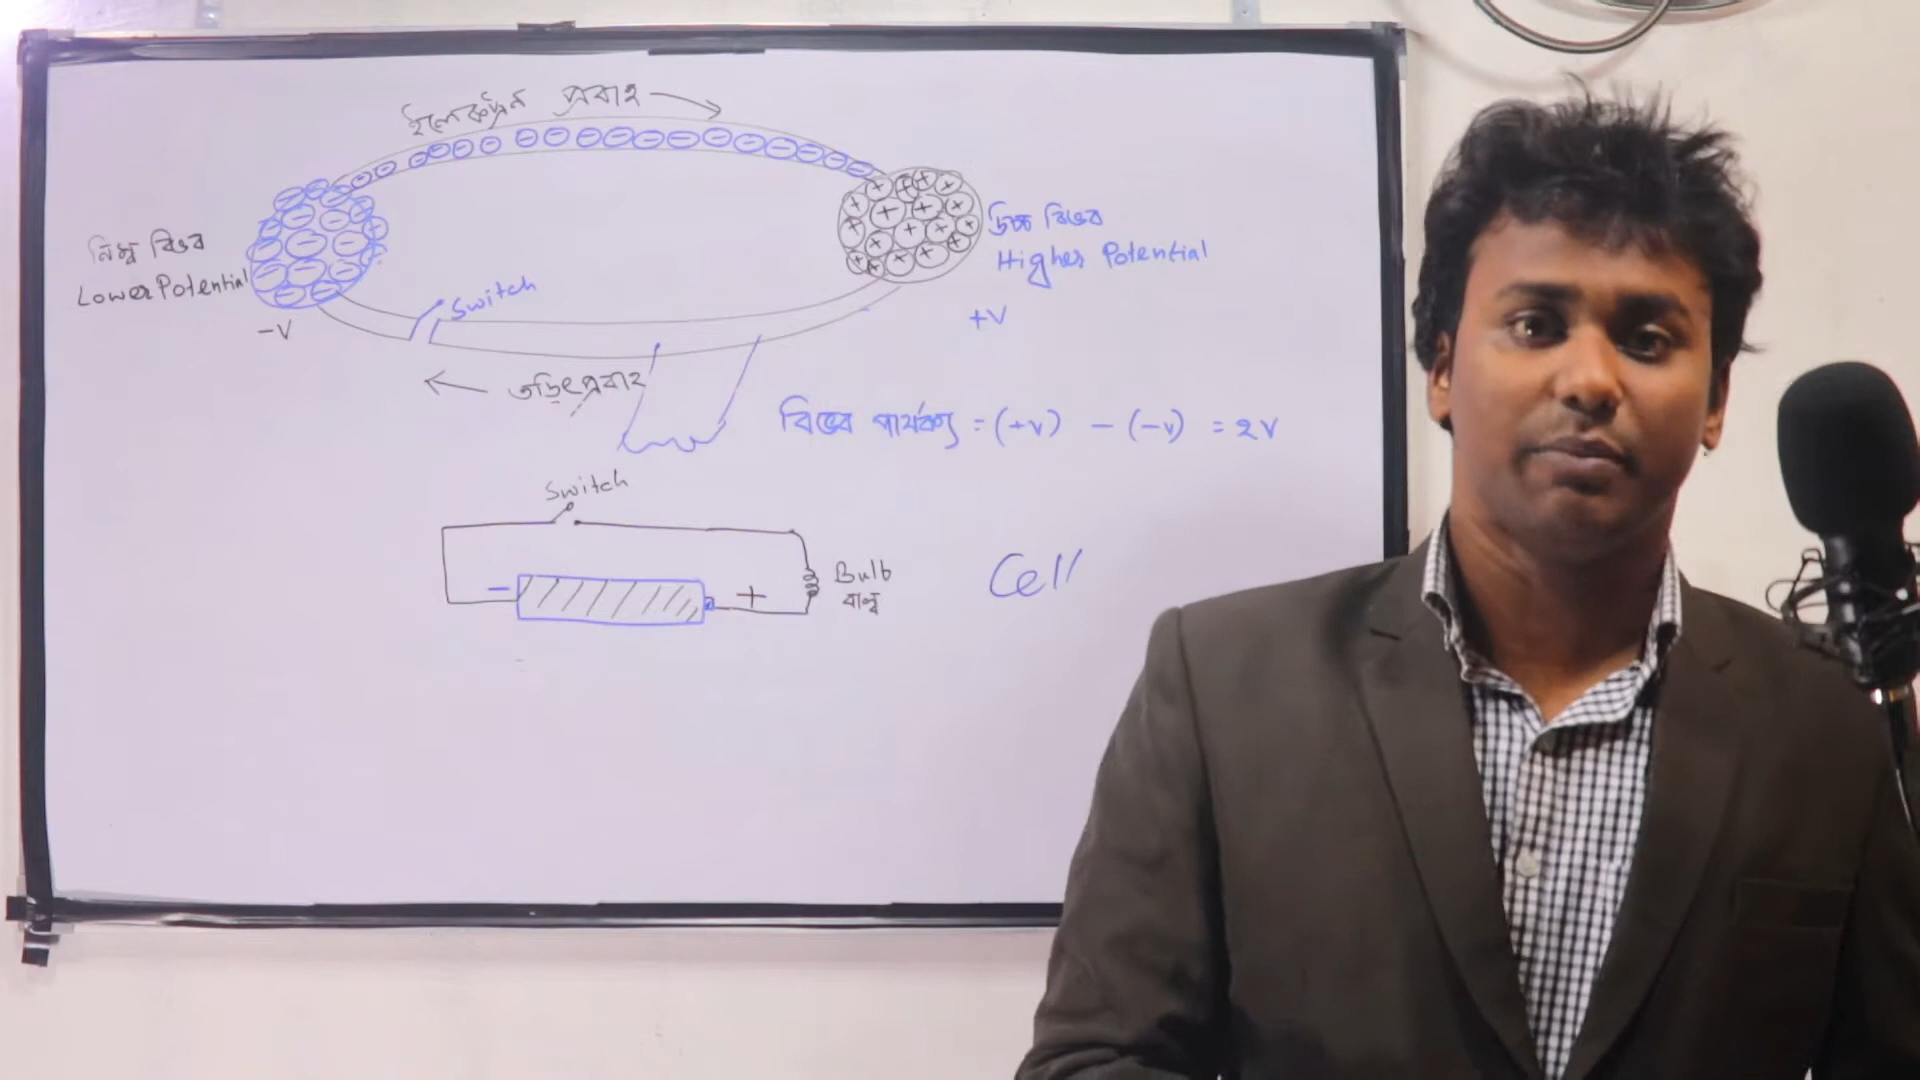 ইলেকট্রন প্রবাহ
নিম্ন বিভব
Lower Potential
-V
উচ্চ বিভব
Higher Potential
+V
Switch
তড়িৎপ্রবাহ
বিভব পার্থক্য = (+V) - (-V) = 2V
Switch
- +
Bulb
বাল্ব
Cell